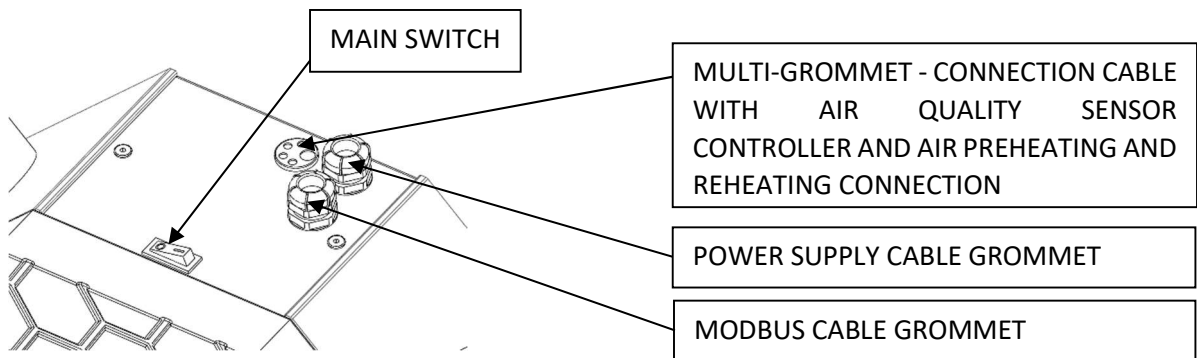 MAIN SWITCH
MULTI-GROMMET - CONNECTION CABLE
WITH AIR QUALITY SENSOR
CONTROLLER AND AIR PREHEATING AND
REHEATING CONNECTION
POWER SUPPLY CABLE GROMMET
MODBUS CABLE GROMMET